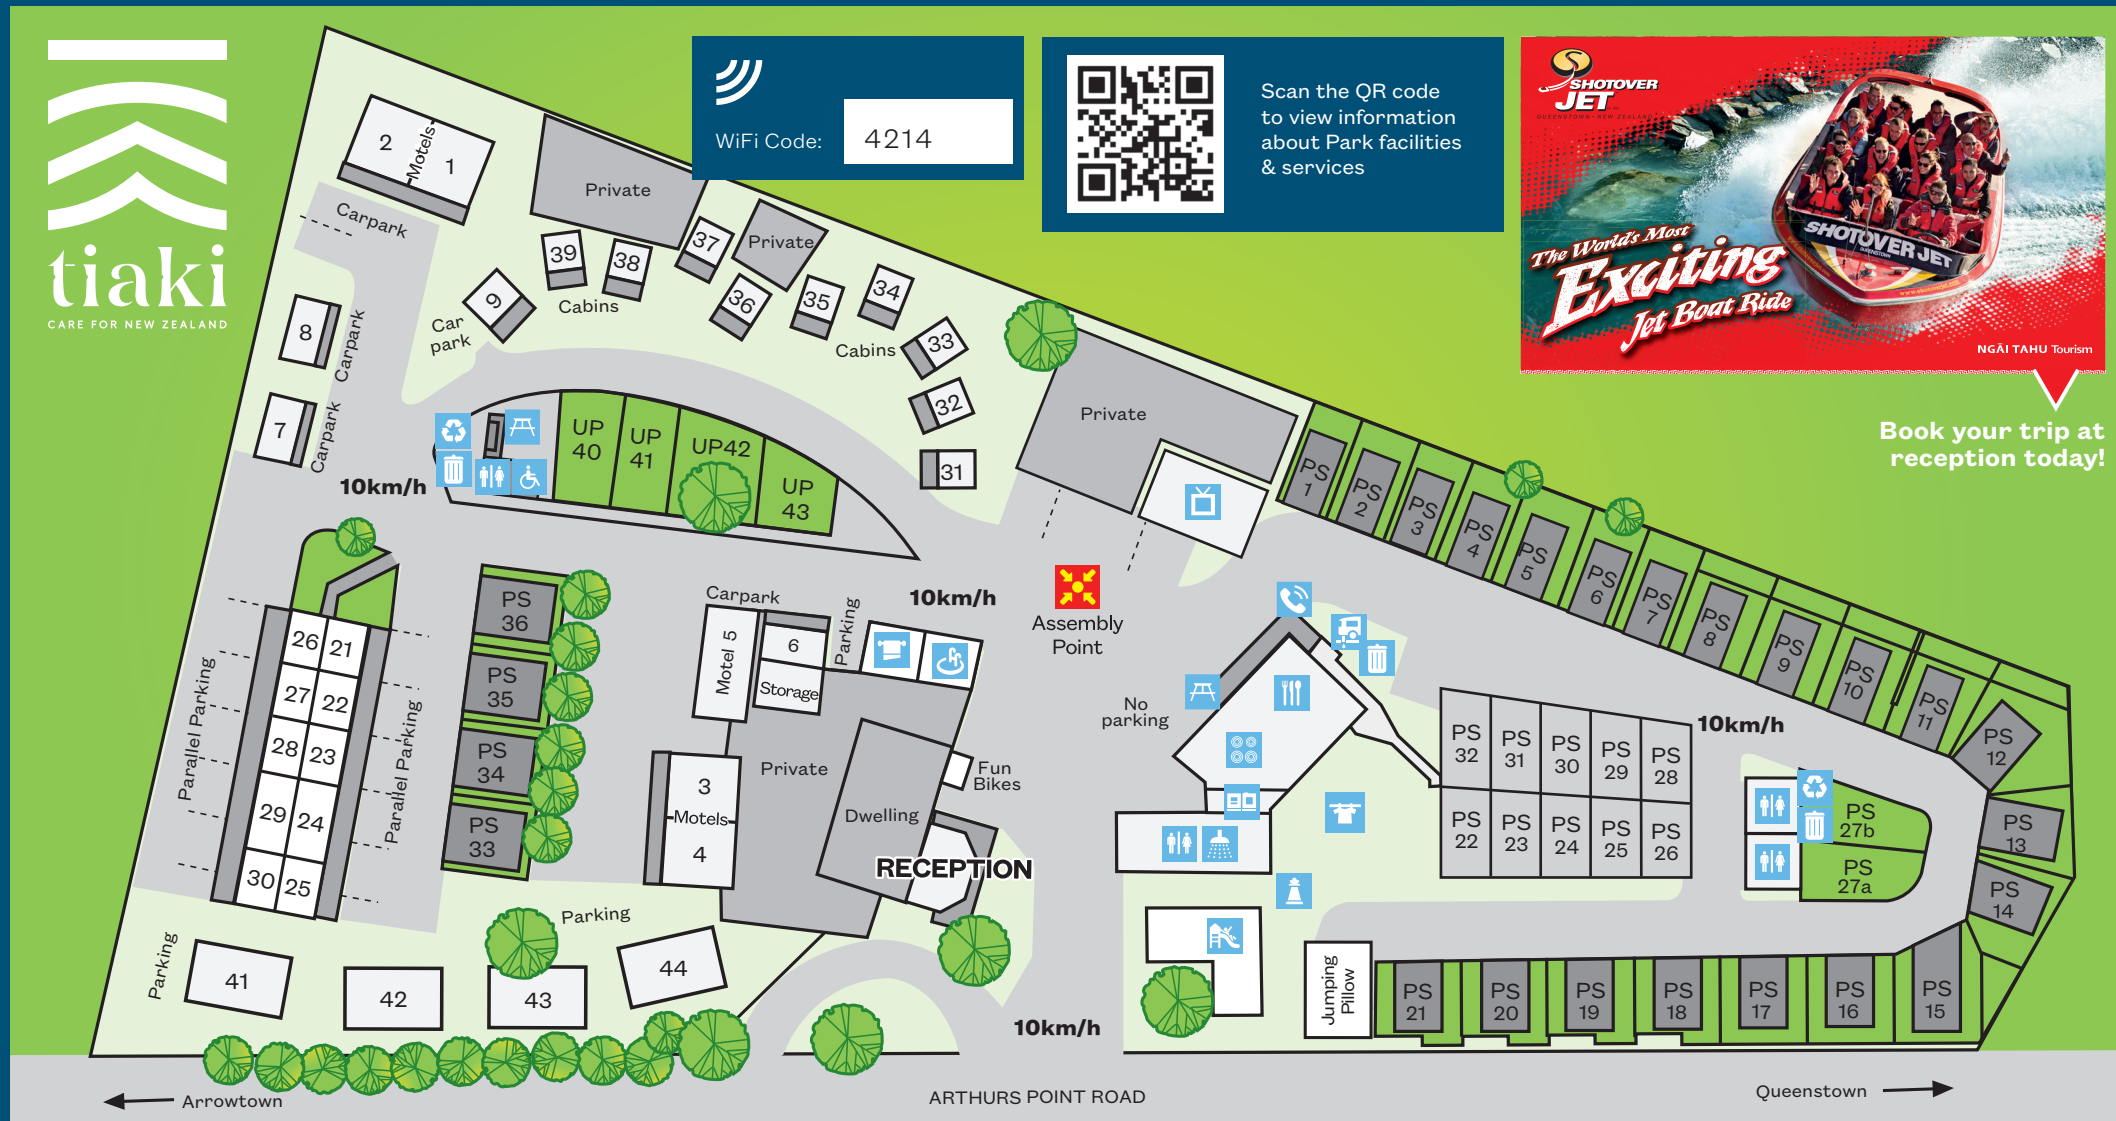 tiaki
CARE FOR NEW ZEALAND
WiFi Code:
4214
Scan the QR code
to view information
about Park facilities
& services
SHOTOVER
JET
QUEENSTOWN • NEW ZEALAND
The World's Most
Exciting
Jet Boat Ride
SHOTOVER JET
QUEENSTOWN
NGĀI TAHU Tourism
Book your trip at
reception today!
2
Motels
1
Carpark
Private
37
Private
39
38
Cabins
9
Car
park
36
35
34
Cabins
33
32
31
8
Carpark
7
Carpark
10km/h
UP
40
UP
41
UP42
UP
43
Private
PS
1
PS
2
PS
3
PS
4
PS
5
PS
6
PS
7
PS
8
PS
9
PS
10
PS
11
PS
12
PS
13
PS
14
PS
15
PS
16
PS
17
PS
18
PS
19
PS
20
PS
21
Jumping
Pillow
PS
32
PS
31
PS
30
PS
29
PS
28
PS
22
PS
23
PS
24
PS
25
PS
26
10km/h
PS
27b
PS
27a
Assembly
Point
No
parking
10km/h
Carpark
Motel 5
6
Storage
Parking
Private
3
Motels
4
Dwelling
Fun
Bikes
RECEPTION
PS
36
PS
35
PS
34
PS
33
Parallel Parking
26
21
27
22
28
23
29
24
30
25
Parallel Parking
Parking
41
42
43
44
Parking
10km/h
Arrowtown
ARTHURS POINT ROAD
Queenstown